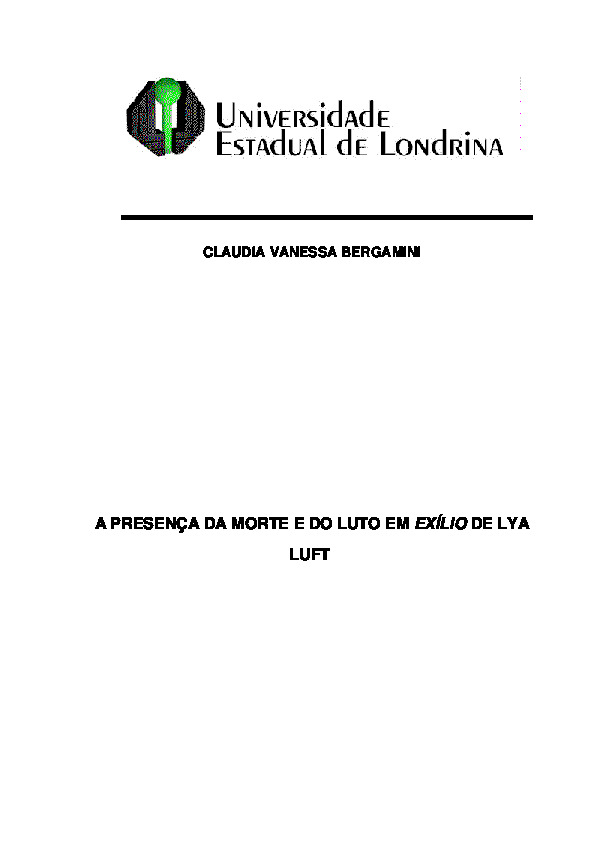 Universidade
Estadual de Londrina
CLAUDIA VANESSA BERGAMINI
A PRESENÇA DA MORTE E DO LUTO EM EXÍLIO DE LYA
LUFT